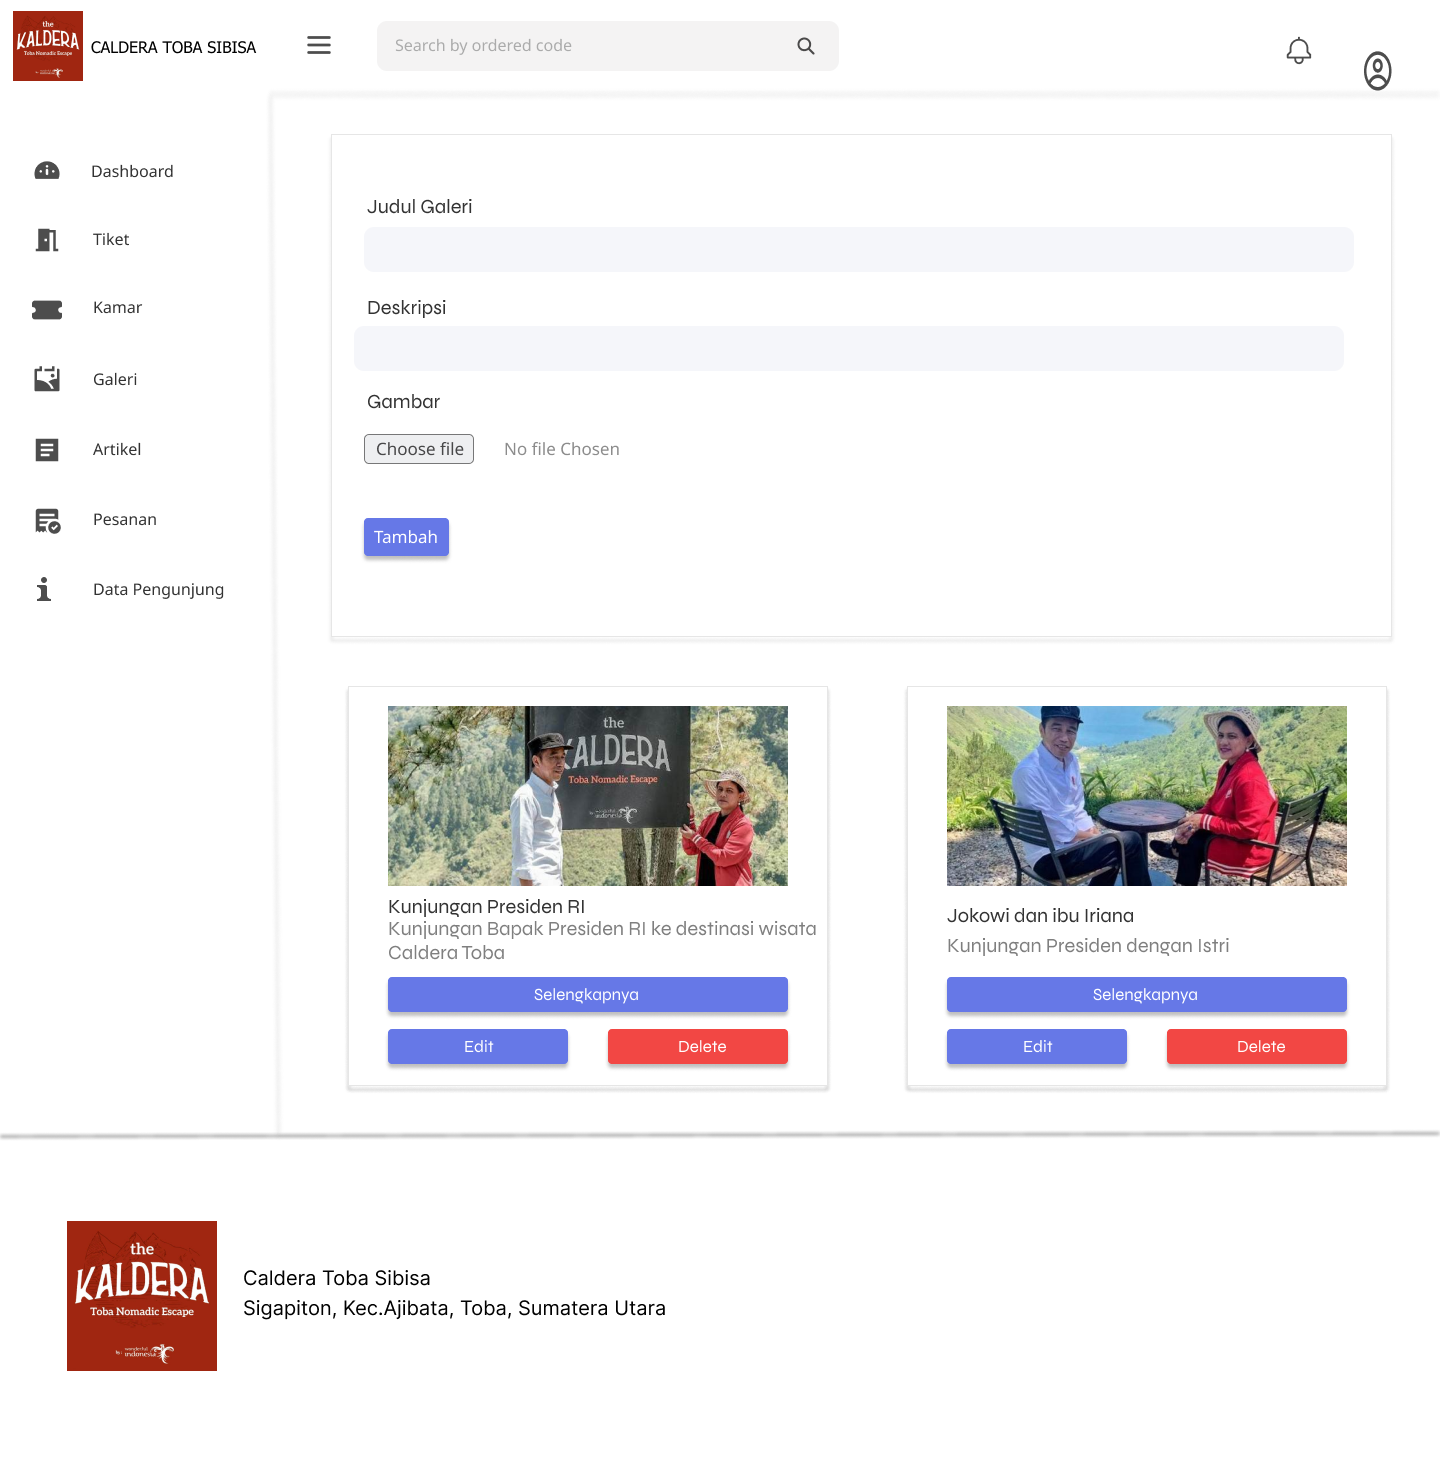 the
KALDERA
Toba Nomadic Escape
CALDERA TOBA SIBISA
Search by ordered code
Dashboard
Tiket
Kamar
Galeri
Artikel
Pesanan
Data Pengunjung
Judul Galeri
Deskripsi
Gambar
Choose file
No file Chosen
Tambah
the
KALDERA
Toba Nomadic Escape
wonderful
indonesia
Kunjungan Presiden RI
Kunjungan Bapak Presiden RI ke destinasi wisata
Caldera Toba
Selengkapnya
Edit
Delete
Jokowi dan ibu Iriana
Kunjungan Presiden dengan Istri
Selengkapnya
Edit
Delete
the
KALDERA
Toba Nomadic Escape
by :
wonderful
indonesia
Caldera Toba Sibisa
Sigapiton, Kec.Ajibata, Toba, Sumatera Utara